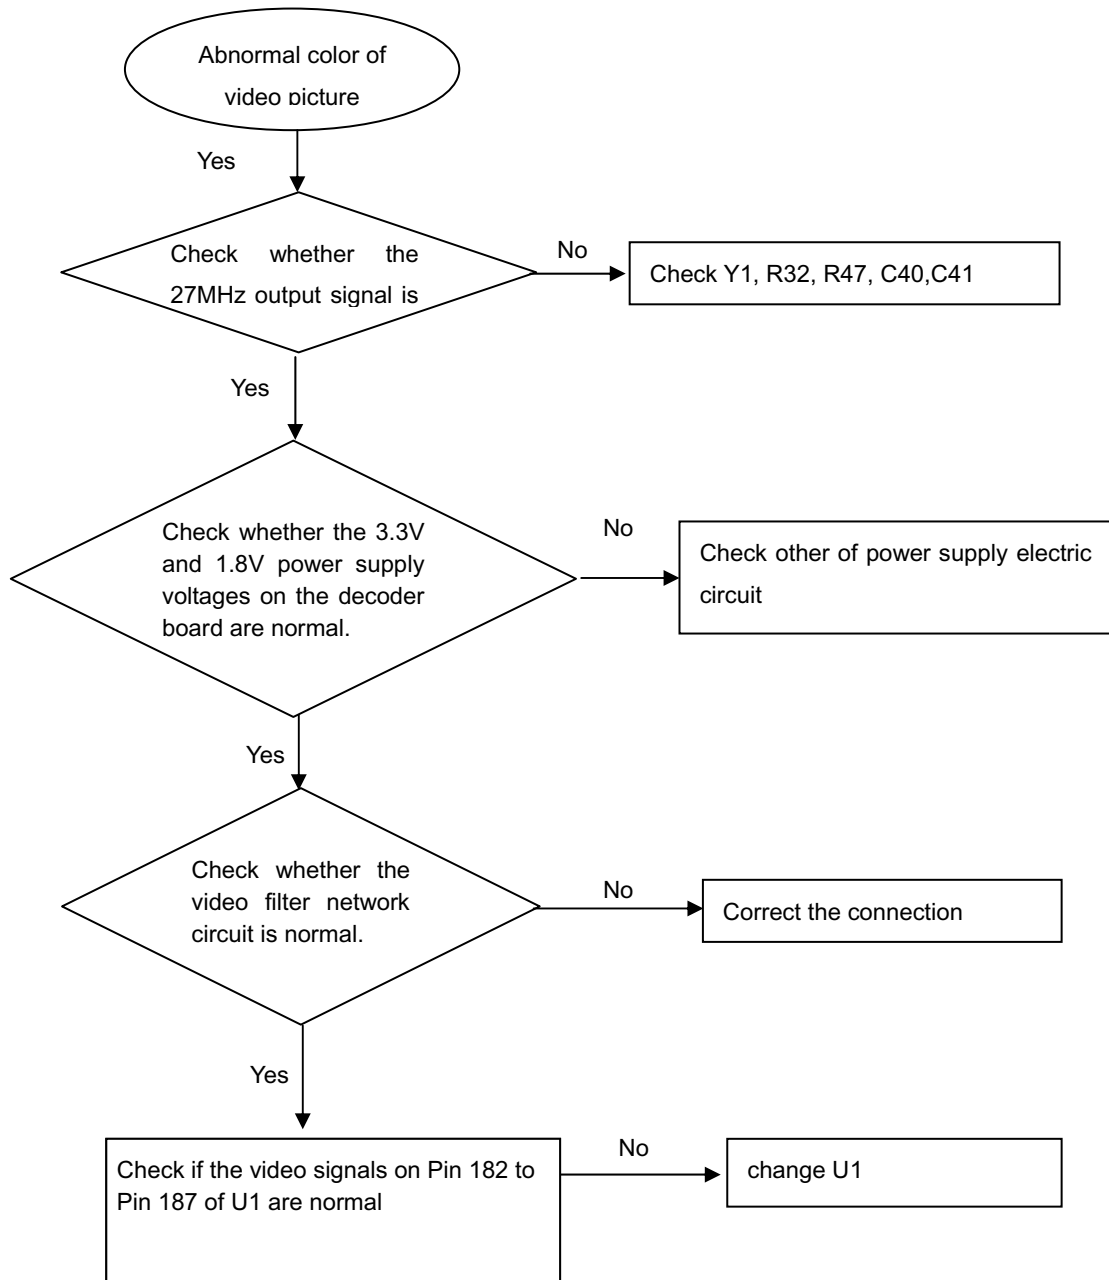 Abnormal color of
video picture
Yes
Check whether the
27MHz output signal is
No
Check Y1, R32, R47, C40,C41
Yes
Check whether the 3.3V
and 1.8V power supply
voltages on the decoder
board are normal.
No
Check other of power supply electric
circuit
Yes
Check whether the
video filter network
circuit is normal.
No
Correct the connection
Yes
Check if the video signals on Pin 182 to
Pin 187 of U1 are normal
No
change U1